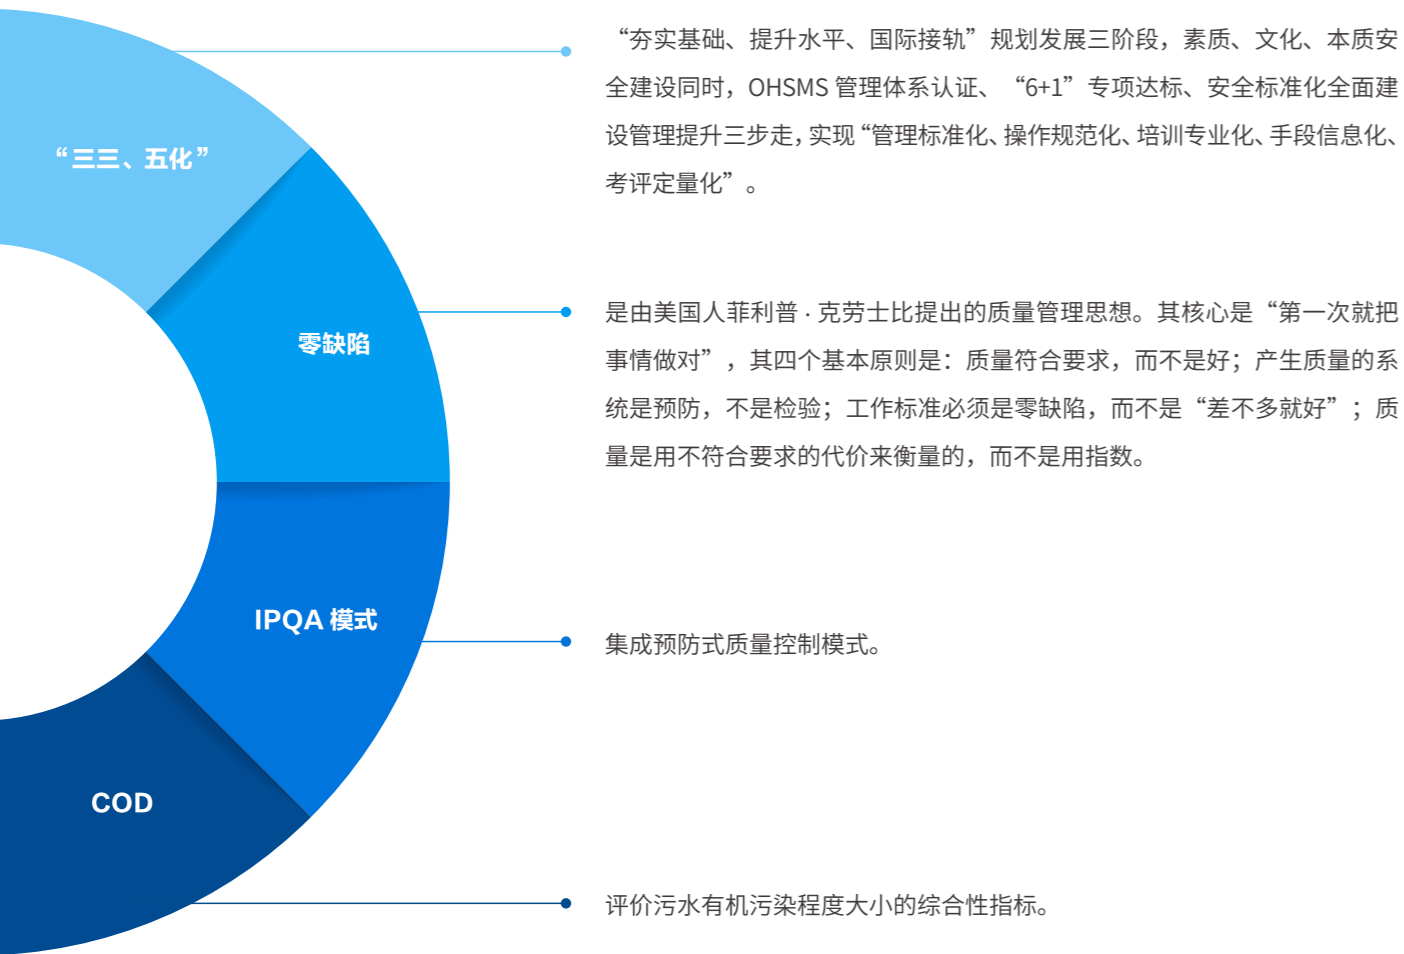 “三三、五化”
“夯实基础、提升水平、国际接轨”规划发展三阶段，素质、文化、本质安
全建设同时，OHSMS 管理体系认证、“6+1”专项达标、安全标准化全面建
设管理提升三步走，实现“管理标准化、操作规范化、培训专业化、手段信息化、
考评定量化”。
零缺陷
是由美国人菲利普 · 克劳士比提出的质量管理思想。其核心是“第一次就把
事情做对”，其四个基本原则是：质量符合要求，而不是好；产生质量的系
统是预防，不是检验；工作标准必须是零缺陷，而不是“差不多就好”；质
量是用不符合要求的代价来衡量的，而不是用指数。
IPQA 模式
集成预防式质量控制模式。
COD
评价污水有机污染程度大小的综合性指标。